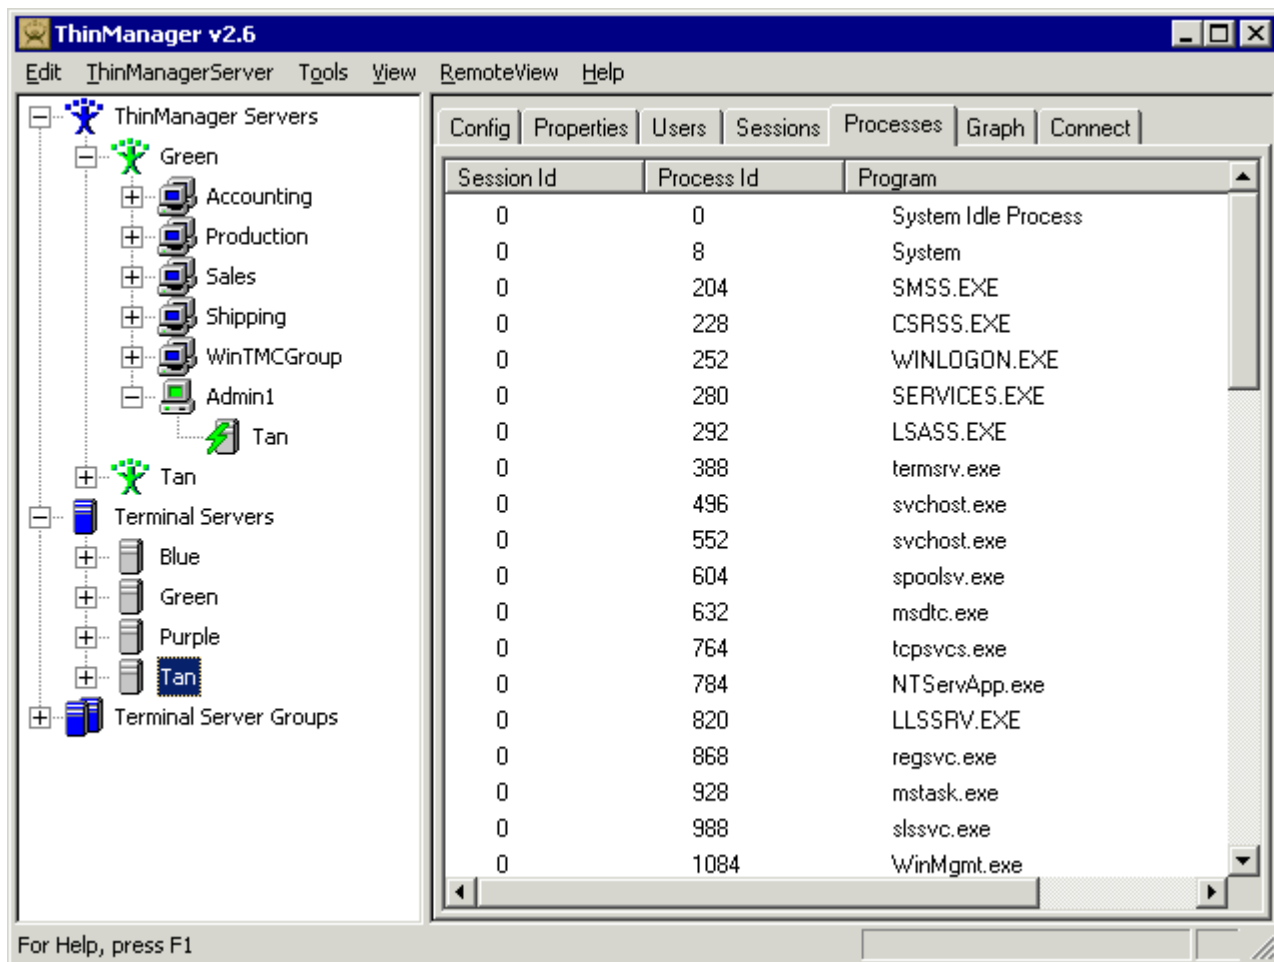 ThinManager v2.6
Edit ThinManagerServer Tools View RemoteView Help
ThinManager Servers
Green
Accounting
Production
Sales
Shipping
WinTMCGroup
Admin1
Tan
Tan
Terminal Servers
Blue
Green
Purple
Tan
Terminal Server Groups
Config Properties Users Sessions Processes Graph Connect
Session Id Process Id Program
0 0 System Idle Process
0 8 System
0 204 SMSS.EXE
0 228 CSRSS.EXE
0 252 WINLOGON.EXE
0 280 SERVICES.EXE
0 292 LSASS.EXE
0 388 termsrv.exe
0 496 svchost.exe
0 552 svchost.exe
0 604 spoolsv.exe
0 632 msdtc.exe
0 764 tcpsvcs.exe
0 784 NTServApp.exe
0 820 LLSSRV.EXE
0 868 regsvc.exe
0 928 mstask.exe
0 988 slssvc.exe
0 1084 WinMgmt.exe
For Help, press F1